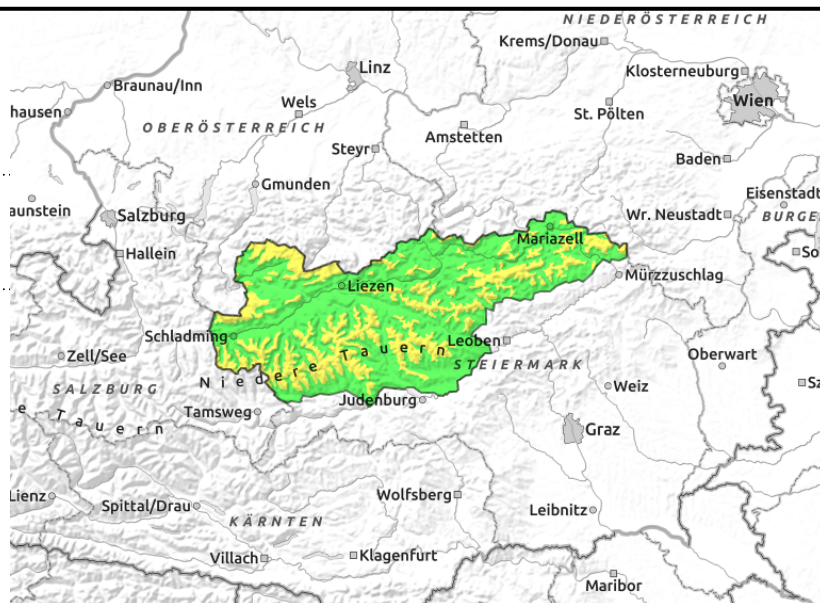 NIEDERÖSTERREICH
Krems/Donau
Linz
Klosterneuburg
Braunau/Inn
Wien
Wels
hausen
St. Pölten
OBERÖSTERREICH
Amstetten
Steyr
Baden
Gmunden
Eisenstadt
aunstein
Salzburg
Wr. Neustadt
BURGE
Mariazell
Hallein
So
Mürzzuschlag
Liezen
Schladming
Leoben
Zell/See
Niedere Tauern
STEIERMARK
Oberwart
SALZBURG
Weiz
Sz
Tamsweg
Judenburg
e Tauern
Graz
Lienz
Wolfsberg
Spittal/Drau
Leibnitz
KÄRNTEN
Villach
Klagenfurt
Maribor